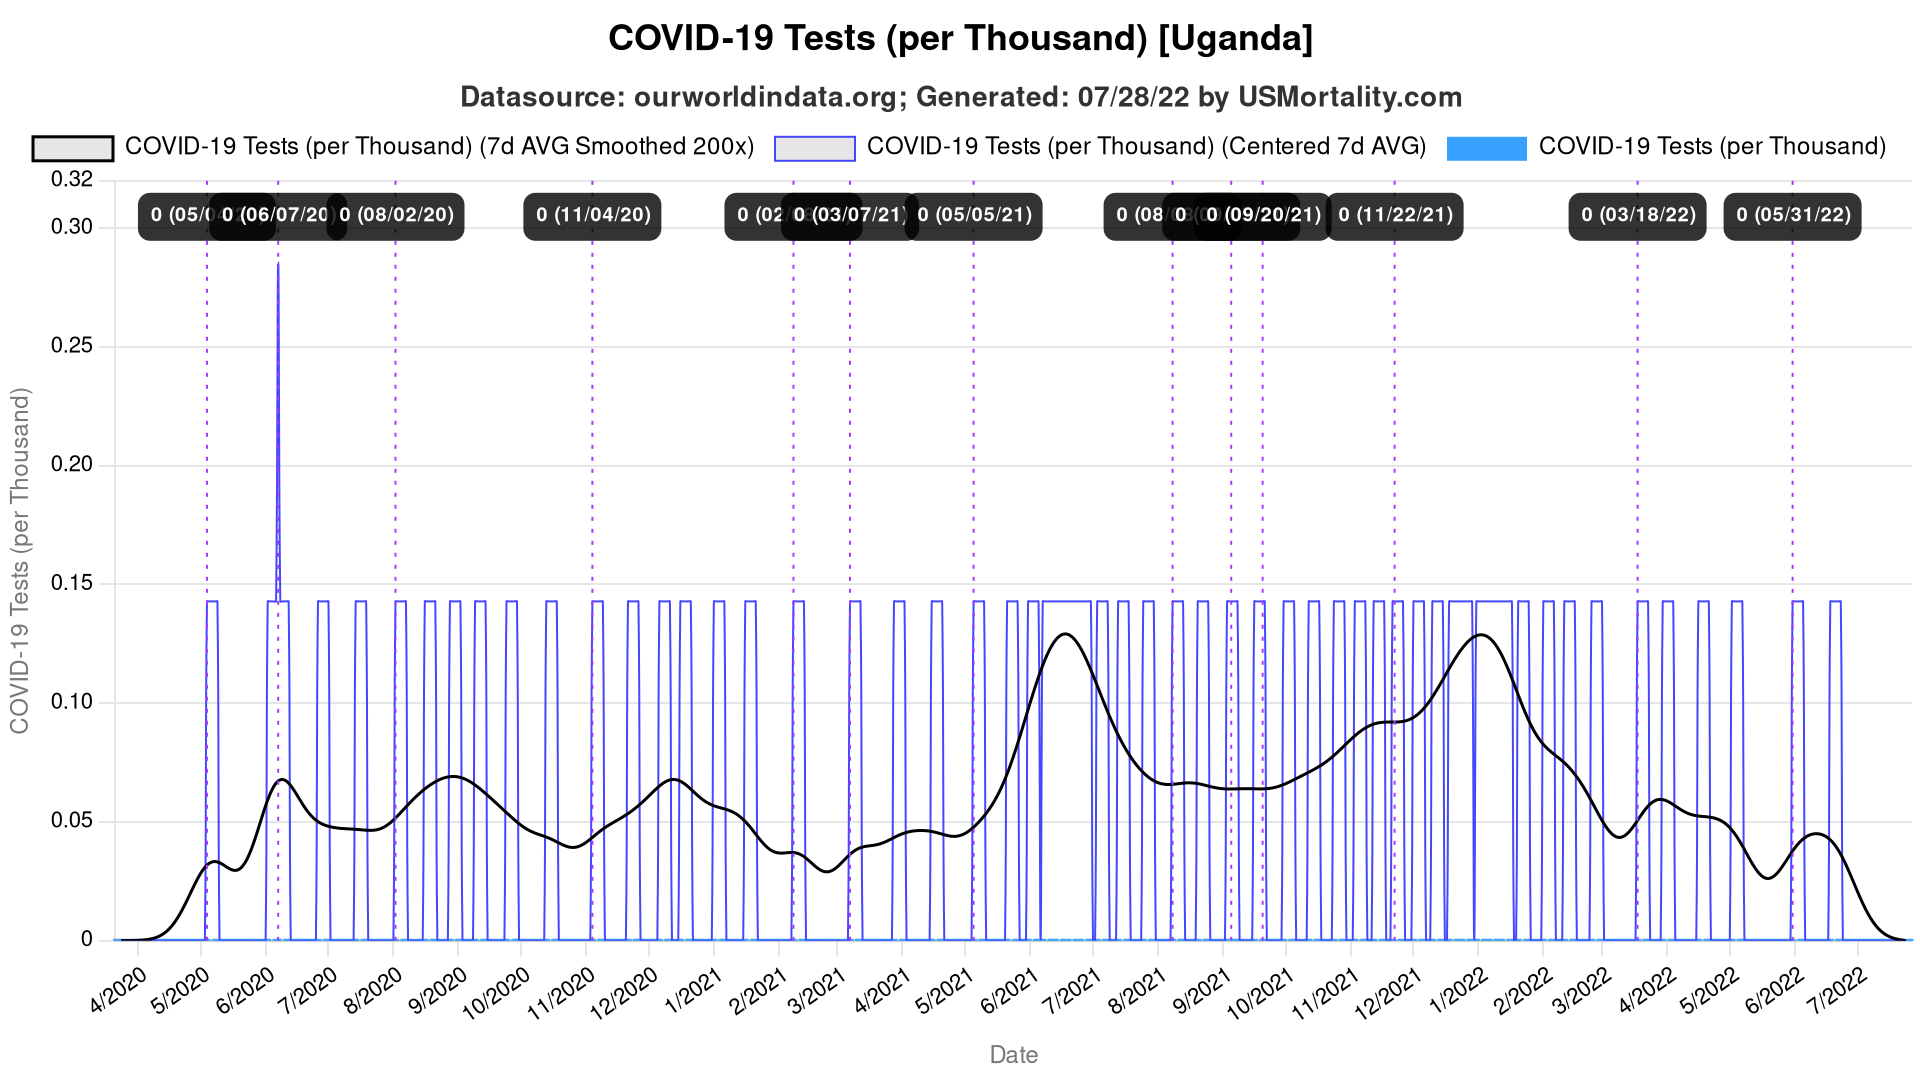 COVID-19 Tests (per Thousand) [Uganda]
Datasource: ourworldindata.org; Generated: 07/28/22 by USMortality.com
COVID-19 Tests (per Thousand) (7d AVG Smoothed 200x) COVID-19 Tests (per Thousand) (Centered 7d AVG) COVID-19 Tests (per Thousand)
0.32
0 (06/07/20) 0 (08/02/20) 0 (11/04/20) 0 (03/07/21) 0 (05/05/21) 0 (09/20/21) 0 (11/22/21) 0 (03/18/22) 0 (05/31/22)
0.30
0.25
0.20
0.15
0.10
0.05
0
COVID-19 Tests (per Thousand)
4/2020 5/2020 6/2020 7/2020 8/2020 9/2020 10/2020 11/2020 12/2020 1/2021 2/2021 3/2021 4/2021 5/2021 6/2021 7/2021 8/2021 9/2021 10/2021 11/2021 12/2021 1/2022 2/2022 3/2022 4/2022 5/2022 6/2022 7/2022
Date